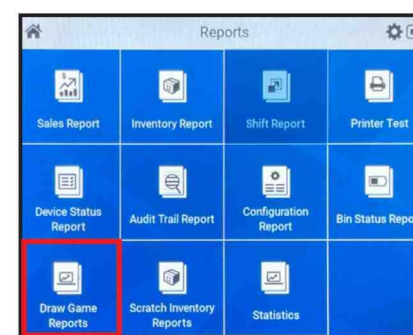 Reports
Sales Report
Inventory Report
Shift Report
Printer Test
Device Status
Report
Audit Trail Report
Configuration
Report
Bin Status Repo
Draw Game
Reports
Scratch Inventory
Reports
Statistics